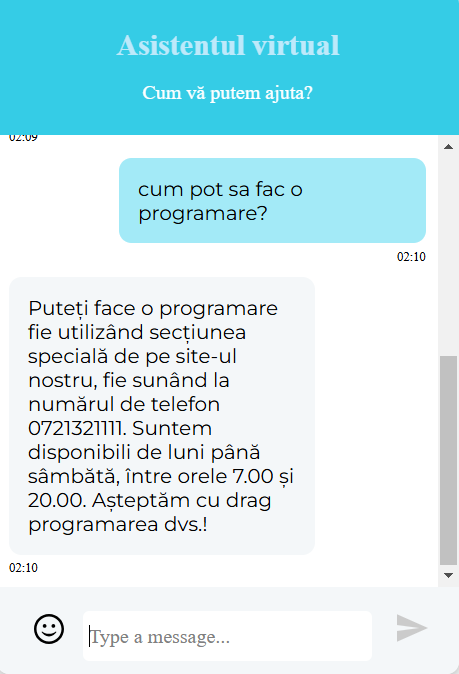 Asistentul virtual
Cum vă putem ajuta?
02:09
cum pot sa fac o
programare?
02:10
Puteți face o programare
fie utilizând secțiunea
specială de pe site-ul
nostru, fie sunând la
numărul de telefon
0721321111. Suntem
disponibili de luni până
sâmbătă, între orele 7.00 și
20.00. Așteptăm cu drag
programarea dvs.!
02:10
Type a message...